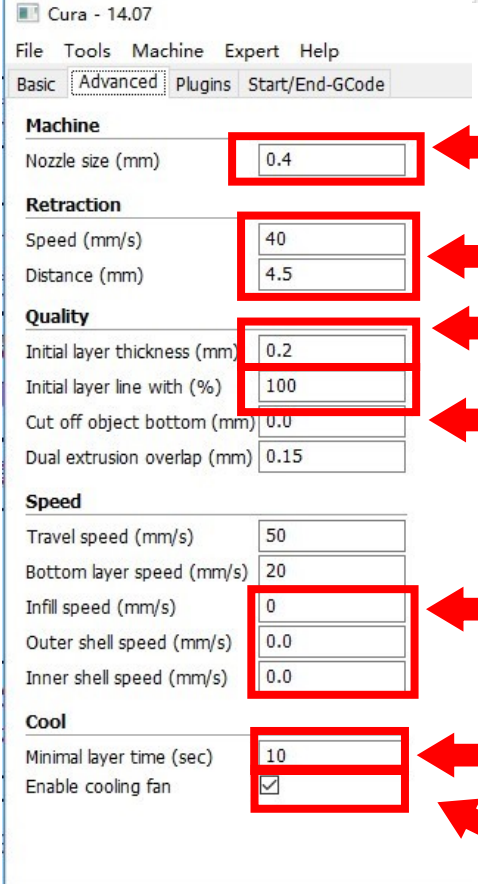 Cura - 14.07
File Tools Machine Expert Help
Basic Advanced Plugins Start/End-GCode
Machine
Nozzle size (mm) 0.4
Retraction
Speed (mm/s) 40
Distance (mm) 4.5
Quality
Initial layer thickness (mm) 0.2
Initial layer line with (%) 100
Cut off object bottom (mm) 0.0
Dual extrusion overlap (mm) 0.15
Speed
Travel speed (mm/s) 50
Bottom layer speed (mm/s) 20
Infill speed (mm/s) 0
Outer shell speed (mm/s) 0.0
Inner shell speed (mm/s) 0.0
Cool
Minimal layer time (sec) 10
Enable cooling fan